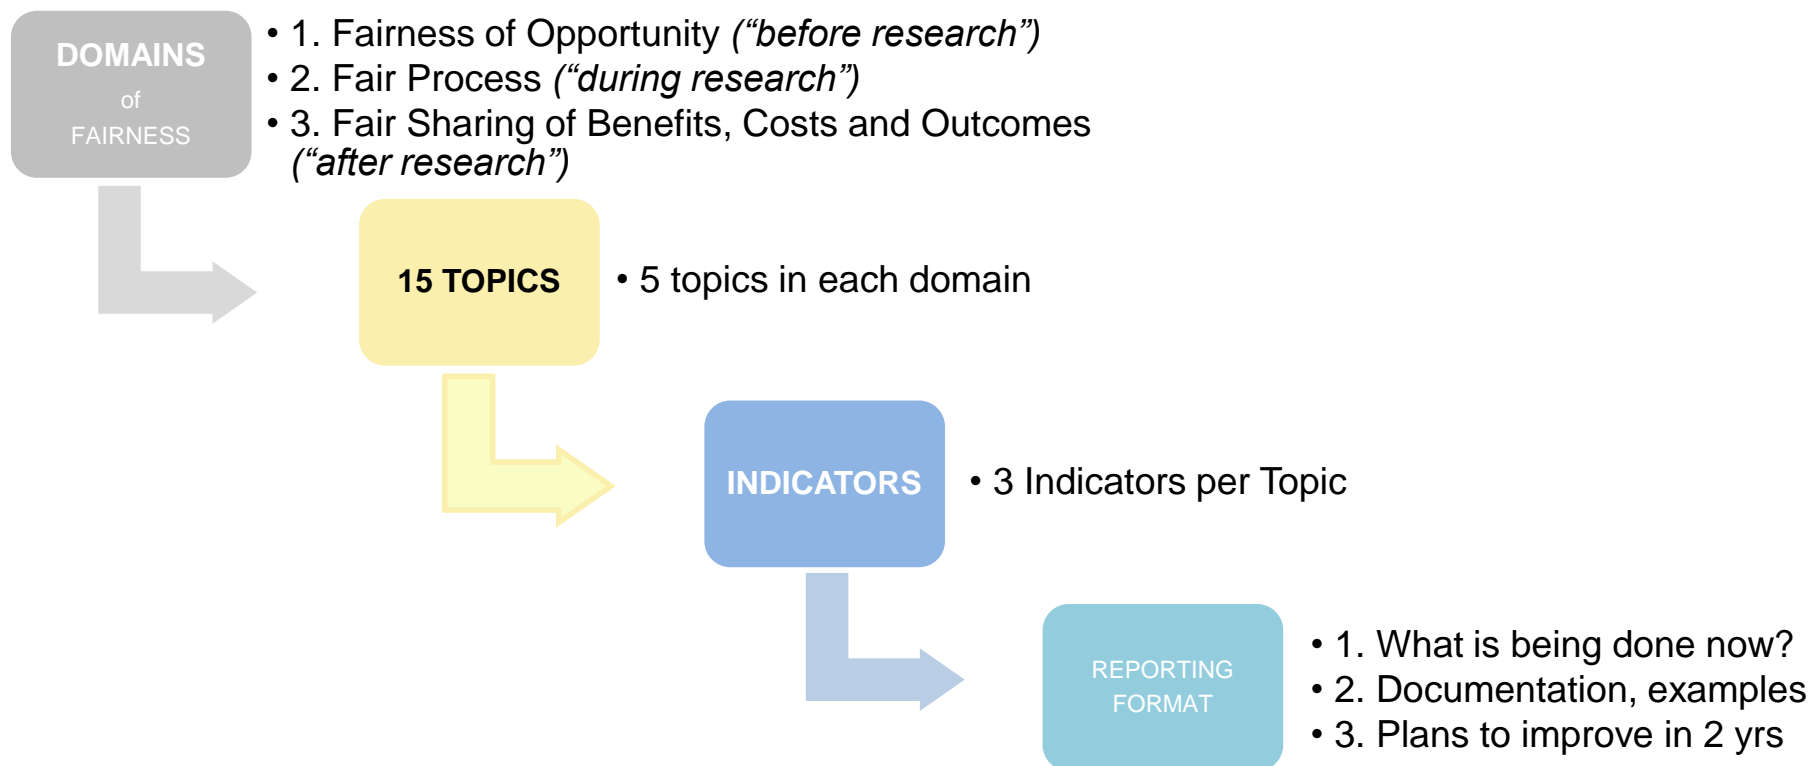 DOMAINS
of
FAIRNESS
• 1. Fairness of Opportunity (“before research”)
• 2. Fair Process (“during research”)
• 3. Fair Sharing of Benefits, Costs and Outcomes
(“after research”)
15 TOPICS
• 5 topics in each domain
INDICATORS
• 3 Indicators per Topic
REPORTING
FORMAT
• 1. What is being done now?
• 2. Documentation, examples
• 3. Plans to improve in 2 yrs